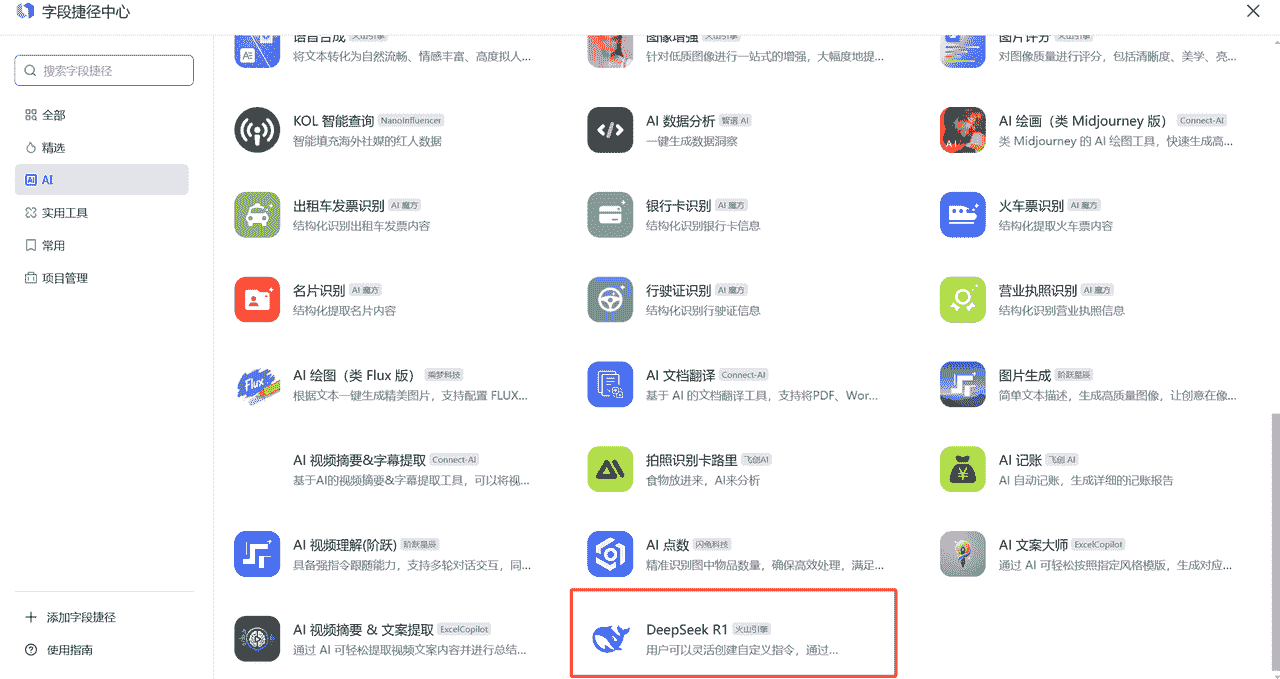 字段捷径中心
搜索字段捷径
全部
精选
AI
实用工具
常用
项目管理
添加字段捷径
使用指南
语音合成 火山引擎
将文本转化为自然流畅、情感丰富、高度拟人...
图像增强 火山引擎
针对低质图像进行一站式的增强，大幅度地提...
图片评分 火山引擎
对图像质量进行评分，包括清晰度、美学、亮...
KOL 智能查询 NanoInfluencer
智能填充海外社媒的红人数据
AI 数据分析 智谱 AI
一键生成数据洞察
AI 绘画（类 Midjourney 版） Connect-AI
类 Midjourney 的 AI 绘图工具，快速生成高...
出租车发票识别 AI 魔方
结构化识别出租车发票内容
银行卡识别 AI 魔方
结构化识别银行卡信息
火车票识别 AI 魔方
结构化提取火车票内容
名片识别 AI 魔方
结构化提取名片内容
行驶证识别 AI 魔方
结构化识别行驶证信息
营业执照识别 AI 魔方
结构化识别营业执照信息
Flux
AI 绘图（类 Flux 版）
根据文本一键生成精美图片，支持配置 FLUX...
AI 文档翻译 Connect-AI
基于 AI 的文档翻译工具，支持将PDF、Wor...
图片生成 阶跃星辰
简单文本描述，生成高质量图像，让创意在像...
AI 视频摘要&字幕提取 Connect-AI
基于AI的视频摘要&字幕提取工具，可以将视...
拍照识别卡路里 飞创AI
食物放进来，AI来分析
AI 记账 飞创 AI
AI 自动记账，生成详细的记账报告
AI 视频理解(阶跃) 阶跃星辰
具备强指令跟随能力，支持多轮对话交互，同...
AI 点数 闪兔科技
精准识别图中物品数量，确保高效处理，满足...
AI 文案大师 ExcelCopilot
通过 AI 可轻松按照指定风格模版，生成对应...
AI 视频摘要 & 文案提取 ExcelCopilot
通过 AI 可轻松提取视频文案内容并进行总结...
DeepSeek R1 火山引擎
用户可以灵活创建自定义指令，通过...